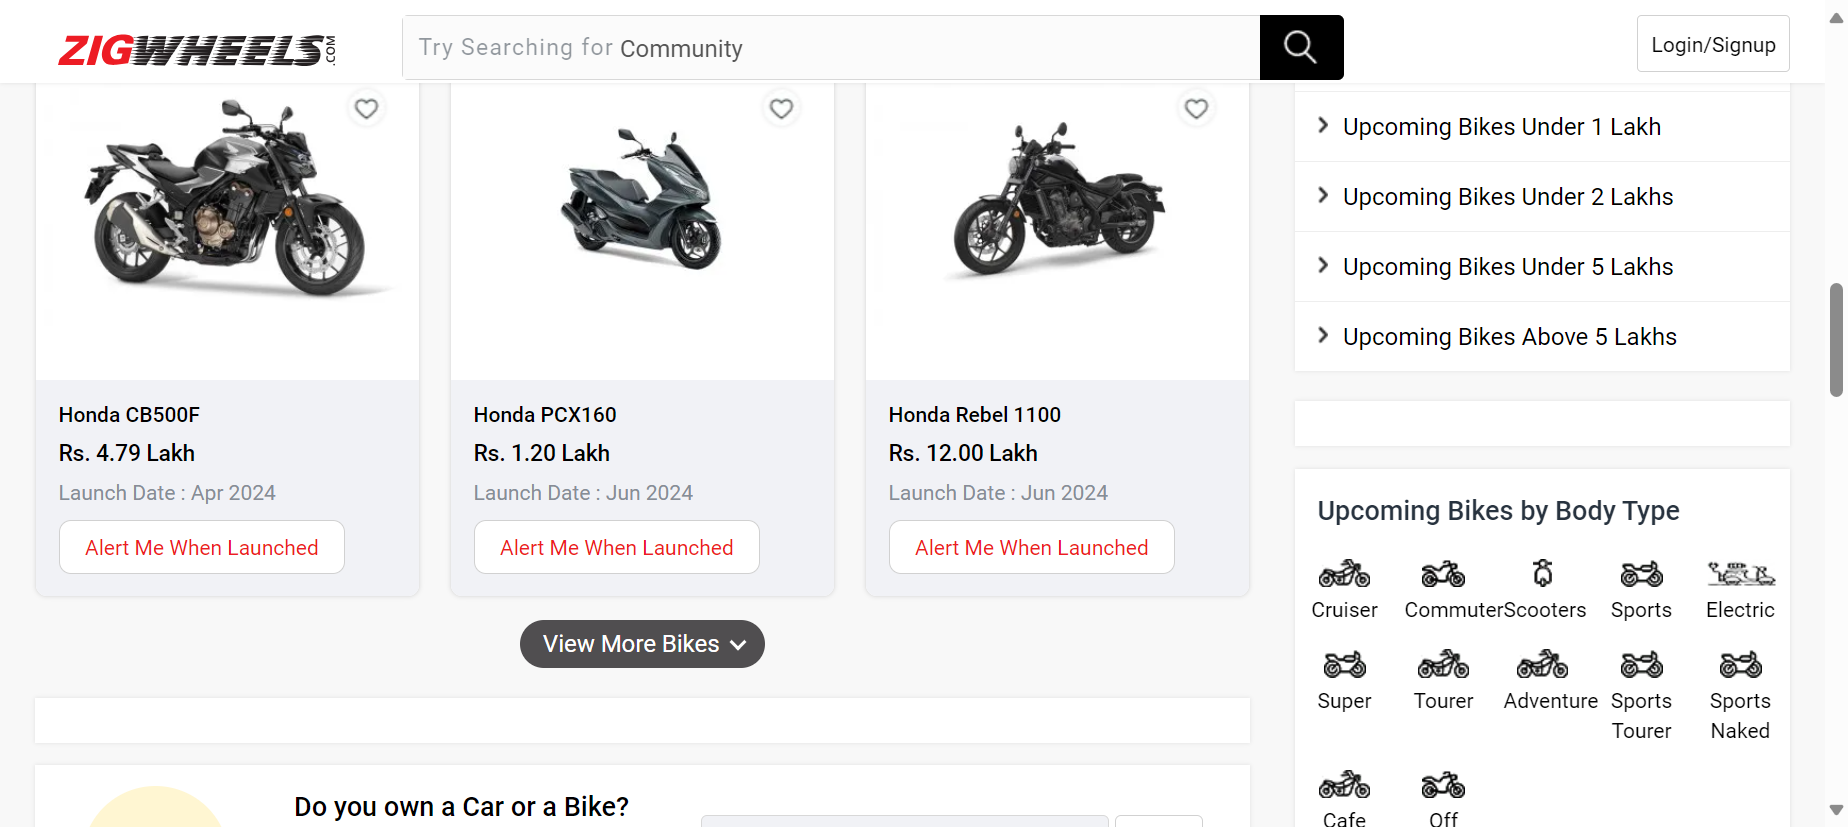 ZIGWHEELS.COM
Try Searching for Community
Login/Signup
Honda CB500F
Rs. 4.79 Lakh
Launch Date : Apr 2024
Alert Me When Launched
Honda PCX160
Rs. 1.20 Lakh
Launch Date : Jun 2024
Alert Me When Launched
Honda Rebel 1100
Rs. 12.00 Lakh
Launch Date : Jun 2024
Alert Me When Launched
View More Bikes
Do you own a Car or a Bike?
Upcoming Bikes Under 1 Lakh
Upcoming Bikes Under 2 Lakhs
Upcoming Bikes Under 5 Lakhs
Upcoming Bikes Above 5 Lakhs
Upcoming Bikes by Body Type
Cruiser
Commuter
Scooters
Sports
Electric
Super
Tourer
Adventure
Sports
Tourer
Sports
Naked
Cafe
Off